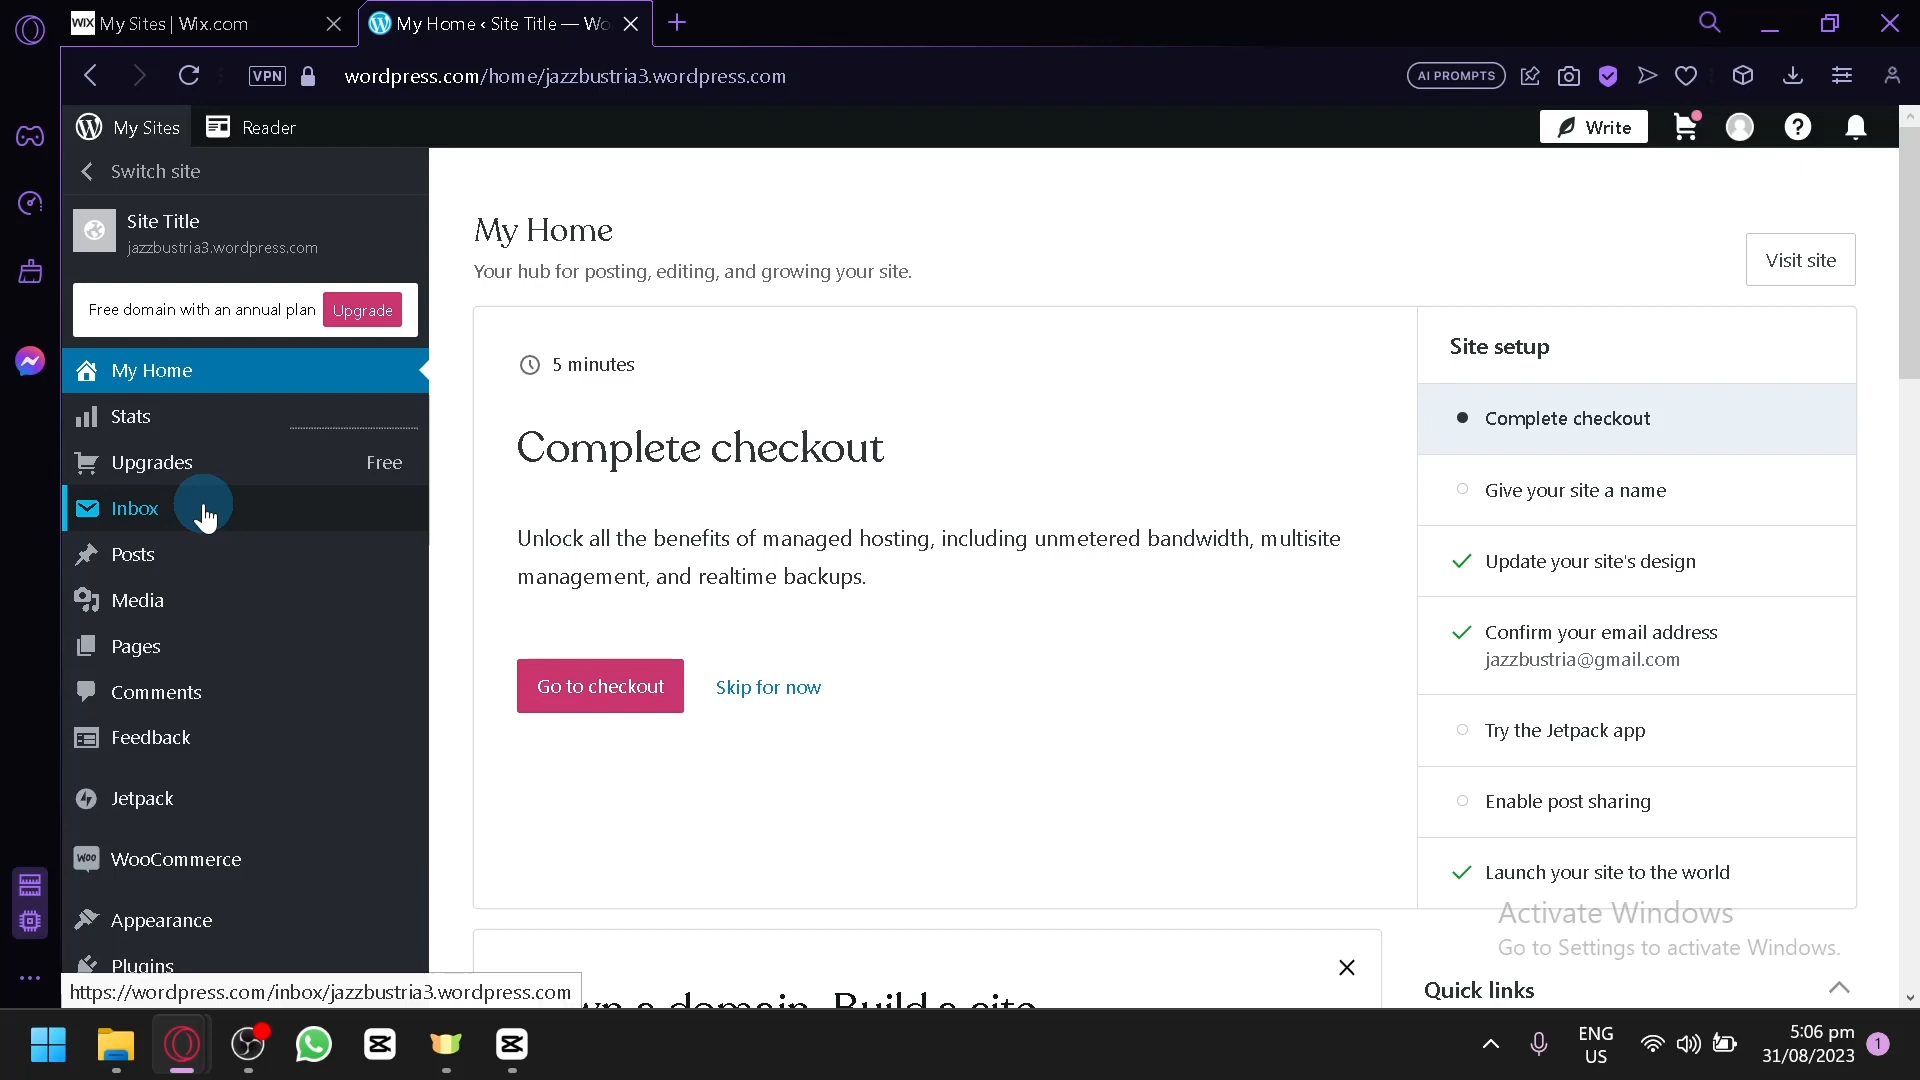 WIX My Sites | Wix.com
My Home ‹ Site Title — Wo
VPN
wordpress.com/home/jazzbustria3.wordpress.com
AI PROMPTS
My Sites
Reader
Write
Switch site
Site Title
jazzbustria3.wordpress.com
Free domain with an annual plan
Upgrade
My Home
Stats
Upgrades
Free
Inbox
Posts
Media
Pages
Comments
Feedback
Jetpack
WOO WooCommerce
Appearance
Plugins
https://wordpress.com/inbox/jazzbustria3.wordpress.com
My Home
Your hub for posting, editing, and growing your site.
Visit site
5 minutes
Complete checkout
Unlock all the benefits of managed hosting, including unmetered bandwidth, multisite
management, and realtime backups.
Go to checkout
Skip for now
Site setup
Complete checkout
Give your site a name
Update your site's design
Confirm your email address
jazzbustria@gmail.com
Try the Jetpack app
Enable post sharing
Launch your site to the world
Activate Windows
Go to Settings to activate Windows.
Quick links
a domain. Build a site
ENG
US
5:06 pm
31/08/2023
1